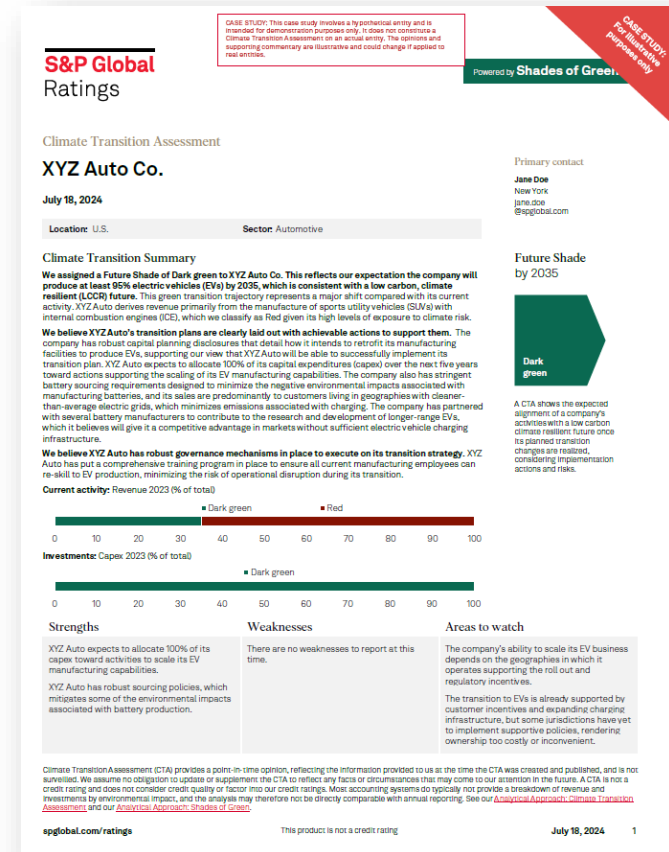 CASE STUDY: This case study involves a hypothetical entity and is
intended for demonstration purposes only. It does not constitute a
Climate Transition Assessment on an actual entity. The opinions and
supporting commentary are illustrative and could change if applied to
real entities.
CASE STUDY:
For illustrative
purposes only
S&P Global
Ratings
Powered by Shades of Green
Climate Transition Assessment
XYZ Auto Co.
July 18, 2024
Location: U.S. Sector: Automotive
Primary contact
Jane Doe
New York
jane.doe
@spglobal.com
Climate Transition Summary
We assigned a Future Shade of Dark green to XYZ Auto Co. This reflects our expectation the company will
produce at least 95% electric vehicles (EVs) by 2035, which is consistent with a low carbon, climate
resilient (LCCR) future. This green transition trajectory represents a major shift compared with its current
activity. XYZ Auto derives revenue primarily from the manufacture of sports utility vehicles (SUVs) with
internal combustion engines (ICE), which we classify as Red given its high levels of exposure to climate risk.
We believe XYZ Auto's transition plans are clearly laid out with achievable actions to support them. The
company has robust capital planning disclosures that detail how it intends to retrofit its manufacturing
facilities to produce EVs, supporting our view that XYZ Auto will be able to successfully implement its
transition plan. XYZ Auto expects to allocate 100% of its capital expenditures (capex) over the next five years
toward actions supporting the scaling of its EV manufacturing capabilities. The company also has stringent
battery sourcing requirements designed to minimize the negative environmental impacts associated with
manufacturing batteries, and its sales are predominantly to customers living in geographies with cleaner-
than-average electric grids, which minimizes emissions associated with charging. The company has partnered
with several battery manufacturers to contribute to the research and development of longer-range EVs,
which it believes will give it a competitive advantage in markets without sufficient electric vehicle charging
infrastructure.
We believe XYZ Auto has robust governance mechanisms in place to execute on its transition strategy. XYZ
Auto has put a comprehensive training program in place to ensure all current manufacturing employees can
re-skill to EV production, minimizing the risk of operational disruption during its transition.
Future Shade
by 2035
Dark
green
A CTA shows the expected
alignment of a company's
activities with a low carbon
climate resilient future once
its planned transition
changes are realized,
considering implementation
actions and risks.
Current activity: Revenue 2023 (% of total)
Dark green Red
0 10 20 30 40 50 60 70 80 90 100
Investments: Capex 2023 (% of total)
Dark green
0 10 20 30 40 50 60 70 80 90 100
Strengths
XYZ Auto expects to allocate 100% of its
capex toward activities to scale its EV
manufacturing capabilities.
XYZ Auto has robust sourcing policies, which
mitigates some of the environmental impacts
associated with battery production.
Weaknesses
There are no weaknesses to report at this
time.
Areas to watch
The company's ability to scale its EV business
depends on the geographies in which it
operates supporting the roll out and
regulatory incentives.
The transition to EVs is already supported by
customer incentives and expanding charging
infrastructure, but some jurisdictions have yet
to implement supportive policies, rendering
ownership too costly or inconvenient.
Climate Transition Assessment (CTA) provides a point-in-time opinion, reflecting the information provided to us at the time the CTA was created and published, and is not
surveilled. We assume no obligation to update or supplement the CTA to reflect any facts or circumstances that may come to our attention in the future. A CTA is not a
credit rating and does not consider credit quality or factor into our credit ratings. Most accounting systems do typically not provide a breakdown of revenue and
investments by environmental impact, and the analysis may therefore not be directly comparable with annual reporting. See our Analytical Approach: Climate Transition
Assessment and our Analytical Approach: Shades of Green.
spglobal.com/ratings This product is not a credit rating July 18, 2024 1